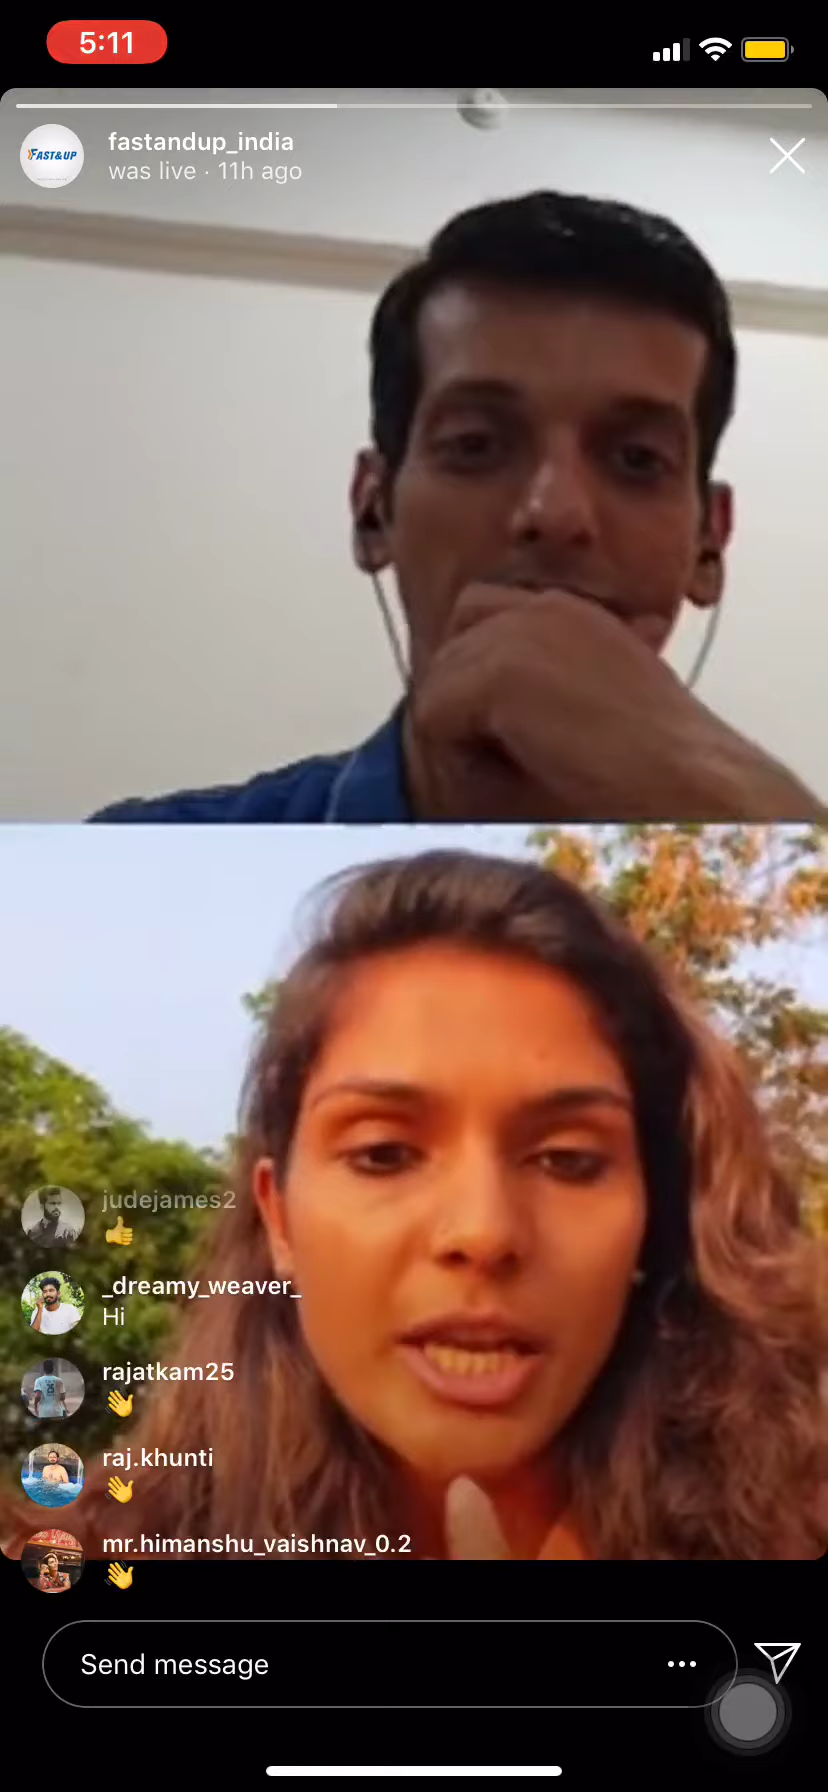 5:11
FAST&UP
fastandup_india
was live · 11h ago
judejames2
_dreamy_weaver_
Hi
rajatkam25
raj.khunti
mr.himanshu_vaishnav_0.2
Send message